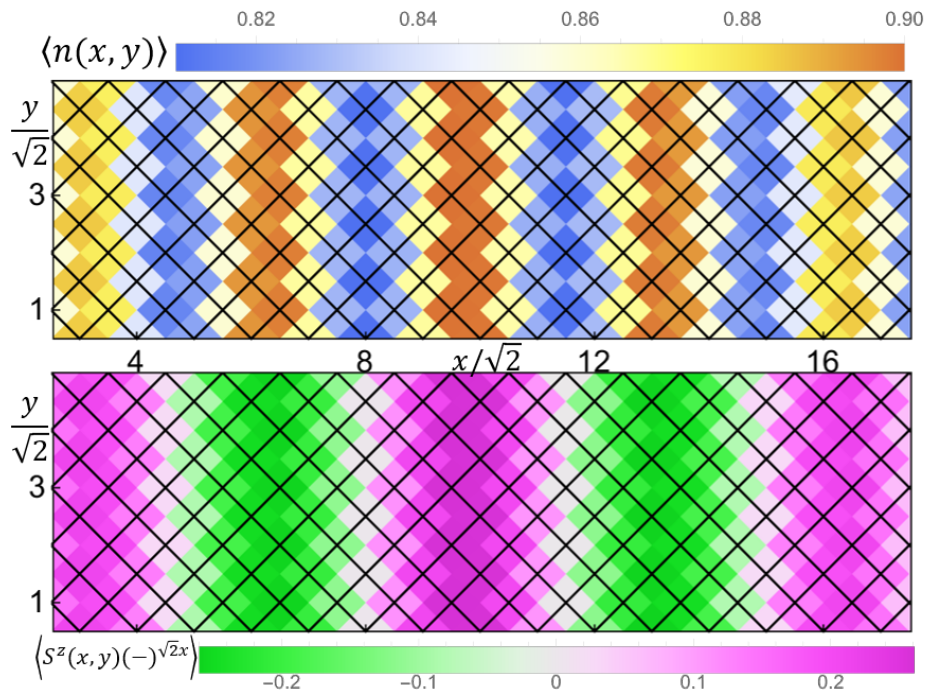 0.82 0.84 0.86 0.88 0.90
⟨n(x, y)⟩
y/√2
3
1
4 8 x/√2 12 16
y/√2
3
1
⟨S^z(x, y)(−)^{√2x}⟩
−0.2 −0.1 0 0.1 0.2